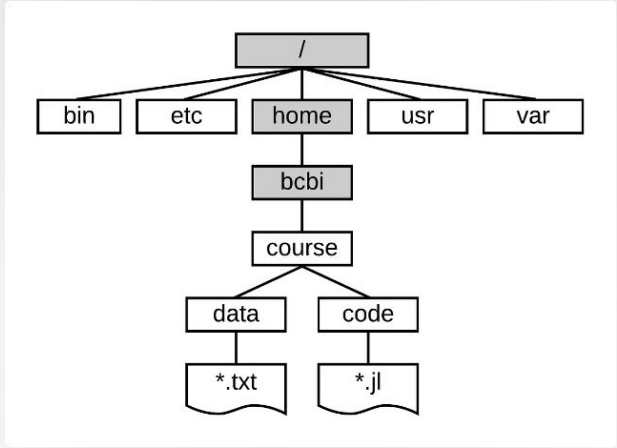 /
bin etc home usr var
bcbi
course
data code
*.txt *.jl